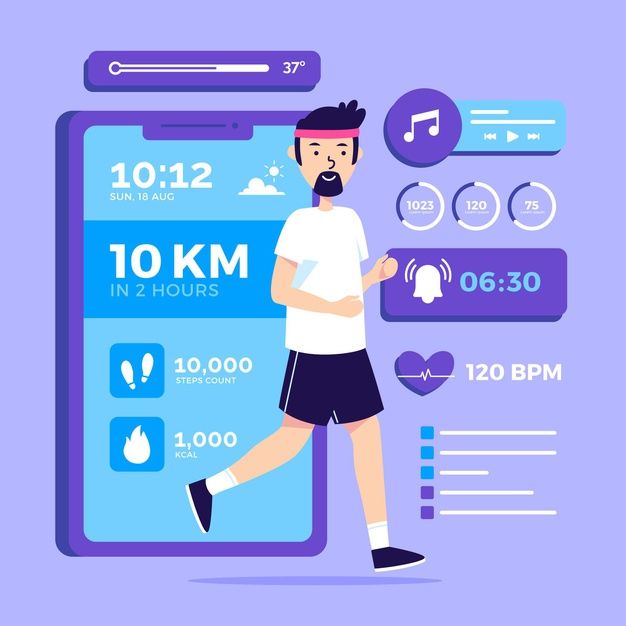 37°
10:12
SUN, 18 AUG
10 KM
IN 2 HOURS
10,000
STEPS COUNT
1,000
KCAL
1023
120
75
06:30
120 BPM